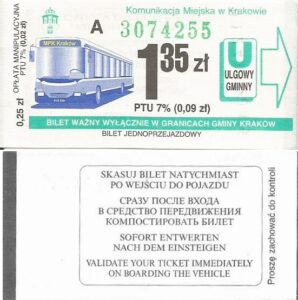 Komunikacja Miejska w Krakowie
A 3074255
OPŁATA MANIPULACYJNA
PTU 7% (0,02 zł)
0,25 zł
MPK Kraków
1 35 zł
PTU 7% (0,09 zł)
U
ULGOWY
GMINNY
BILET WAŻNY WYŁĄCZNIE W GRANICACH GMINY KRAKÓW
BILET JEDNOPRZEJAZDOWY
SKASUJ BILET NATYCHMIAST
PO WEJŚCIU DO POJAZDU
СРАЗУ ПОСЛЕ ВХОДА
В СРЕДСТВО ПЕРЕДВИЖЕНИЯ
КОМПОСТИРОВАТЬ БИЛЕТ
SOFORT ENTWERTEN
NACH DEM EINSTEIGEN
VALIDATE YOUR TICKET IMMEDIATELY
ON BOARDING THE VEHICLE
Proszę zachować do kontroli